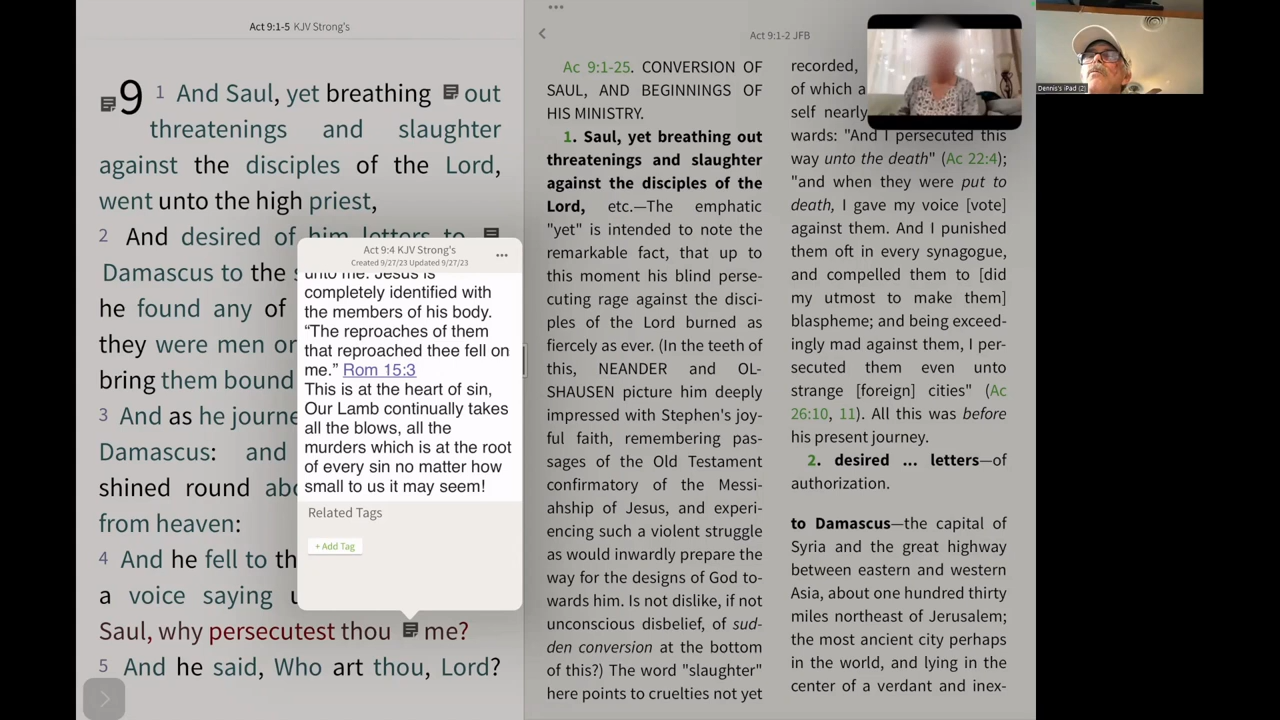 Act 9:1-5 KJV Strong's
9 1 And Saul, yet breathing out
threatenings and slaughter
against the disciples of the Lord,
went unto the high priest,
2 And desired of him letters to
Damascus to the
he found any of
they were men or
bring them bound
3 And as he journe
Damascus: and
shined round abo
from heaven:
4 And he fell to th
a voice saying
Saul, why persecutest thou me?
5 And he said, Who art thou, Lord?
Act 9:4 KJV Strong's
Created 9/27/23 Updated 9/27/23
unto me. Jesus is
completely identified with
the members of his body.
“The reproaches of them
that reproached thee fell on
me.” Rom 15:3
This is at the heart of sin,
Our Lamb continually takes
all the blows, all the
murders which is at the root
of every sin no matter how
small to us it may seem!
Related Tags
+ Add Tag
Act 9:1-2 JFB
Ac 9:1-25. CONVERSION OF
SAUL, AND BEGINNINGS OF
HIS MINISTRY.
1. Saul, yet breathing out
threatenings and slaughter
against the disciples of the
Lord, etc.—The emphatic
"yet" is intended to note the
remarkable fact, that up to
this moment his blind perse-
cuting rage against the disci-
ples of the Lord burned as
fiercely as ever. (In the teeth of
this, NEANDER and OL-
SHAUSEN picture him deeply
impressed with Stephen's joy-
ful faith, remembering pas-
sages of the Old Testament
confirmatory of the Messi-
ahship of Jesus, and experi-
encing such a violent struggle
as would inwardly prepare the
way for the designs of God to-
wards him. Is not dislike, if not
unconscious disbelief, of sud-
den conversion at the bottom
of this?) The word "slaughter"
here points to cruelties not yet
recorded,
of which a
self nearly
wards: "And I persecuted this
way unto the death" (Ac 22:4);
"and when they were put to
death, I gave my voice [vote]
against them. And I punished
them oft in every synagogue,
and compelled them to [did
my utmost to make them]
blaspheme; and being exceed-
ingly mad against them, I per-
secuted them even unto
strange [foreign] cities" (Ac
26:10, 11). All this was before
his present journey.
2. desired ... letters—of
authorization.
to Damascus—the capital of
Syria and the great highway
between eastern and western
Asia, about one hundred thirty
miles northeast of Jerusalem;
the most ancient city perhaps
in the world, and lying in the
center of a verdant and inex-
Dennis's iPad (2)